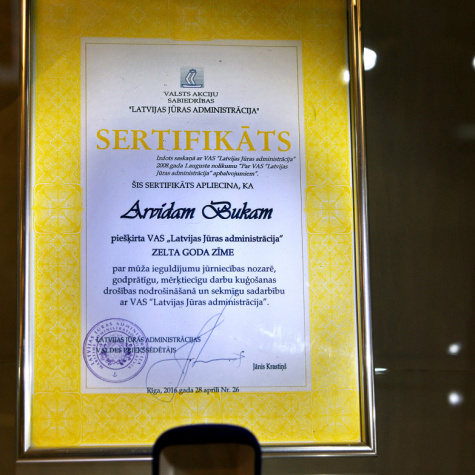 VALSTS AKCIJU
SABIEDRĪBAS
"LATVIJAS JŪRAS ADMINISTRĀCIJA"
SERTIFIKĀTS
Izdots saskaņā ar VAS "Latvijas Jūras administrācija"
2008 gada 1.augusta nolikumu "Par VAS "Latvijas
Jūras administrācija" apbalvojumiem".
ŠIS SERTIFIKĀTS APLIECINA, KA
Arvīdam Bukam
piešķirta VAS „Latvijas Jūras administrācija”
ZELTA GODA ZĪME
par mūža ieguldījumu jūrniecības nozarē,
godprātīgu, mērķtiecīgu darbu kuģošanas
drošības nodrošināšanā un sekmīgu sadarbību
ar VAS "Latvijas Jūras administrācija".
LATVIJAS JŪRAS ADMINISTRĀCIJAS
VALDES PRIEKŠSĒDĒTĀJS
Jānis Krastiņš
Rīga, 2016.gada 28.aprīlī Nr. 26